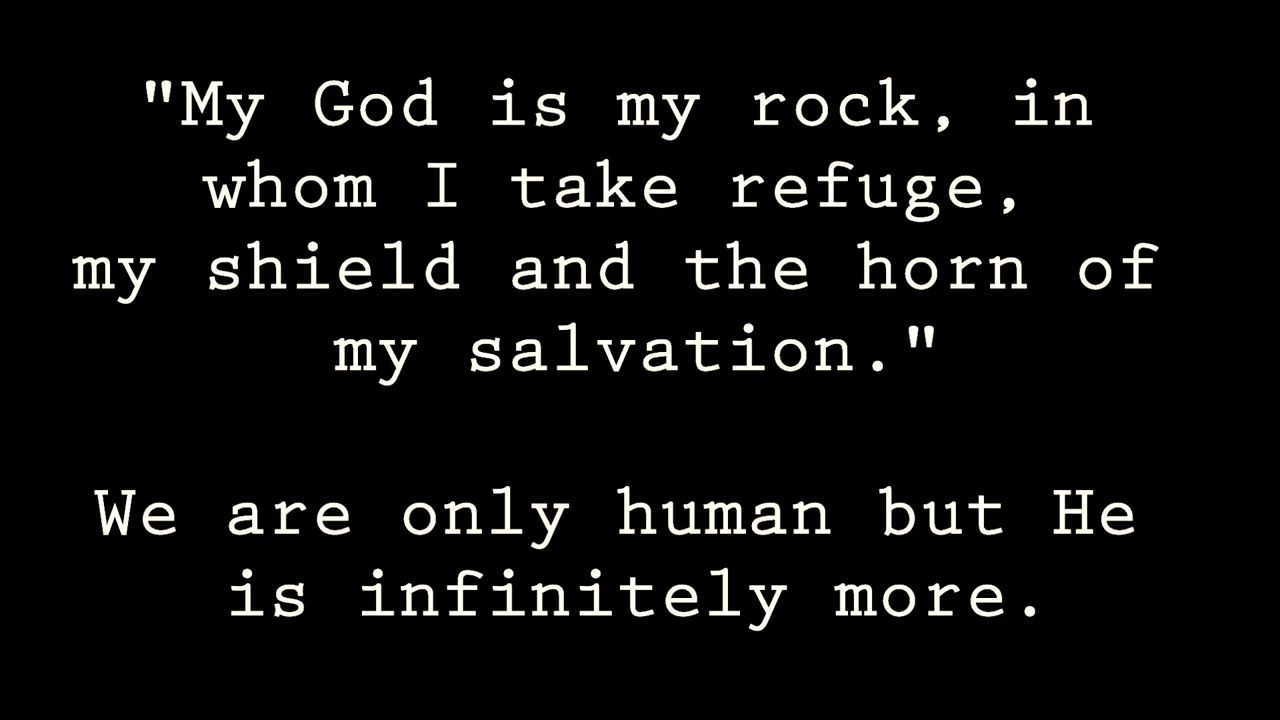 "My God is my rock, in
whom I take refuge,
my shield and the horn of
my salvation."
We are only human but He
is infinitely more.